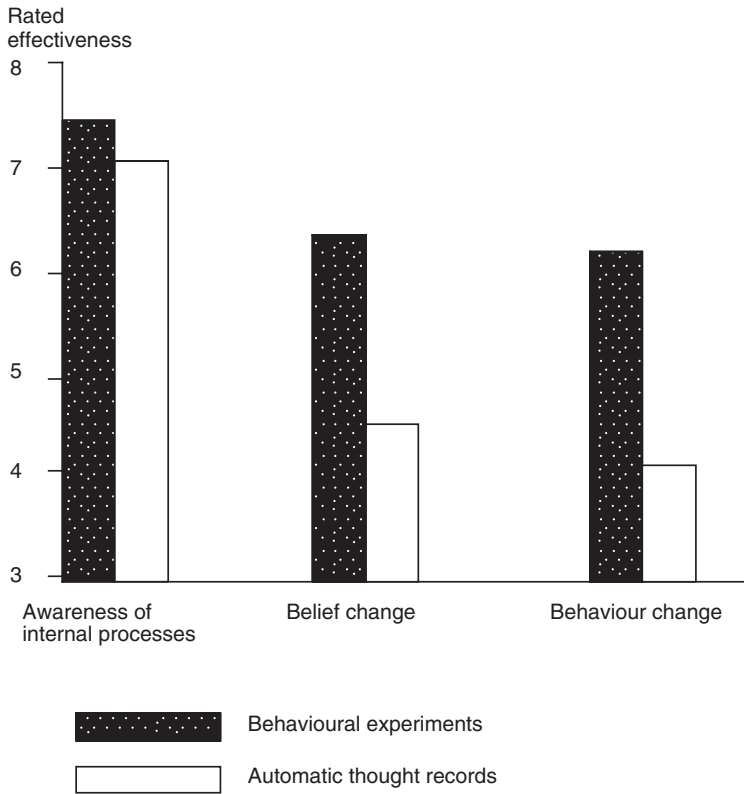 Rated
effectiveness
8
7
6
5
4
3
Awareness of
internal processes
Belief change
Behaviour change
Behavioural experiments
Automatic thought records